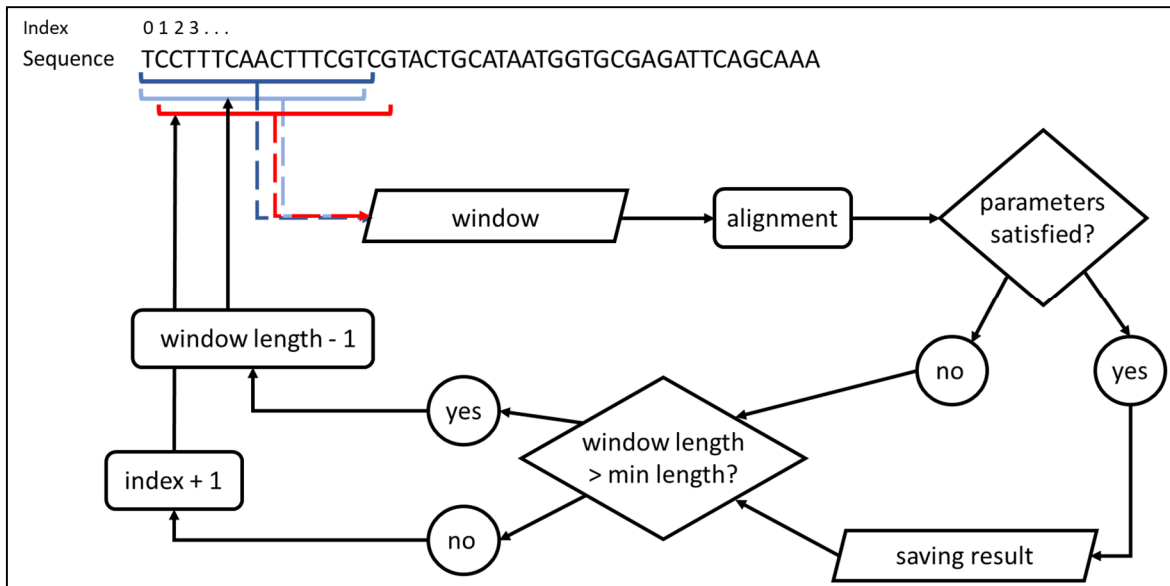 Index 0 1 2 3 . . .
Sequence TCCTTTCAACTTTCGTCGTACTGCATAATGGTGCGAGATTCAGCAAA
window
alignment
parameters
satisfied?
window length - 1
no
yes
yes
window length
> min length?
index + 1
no
saving result